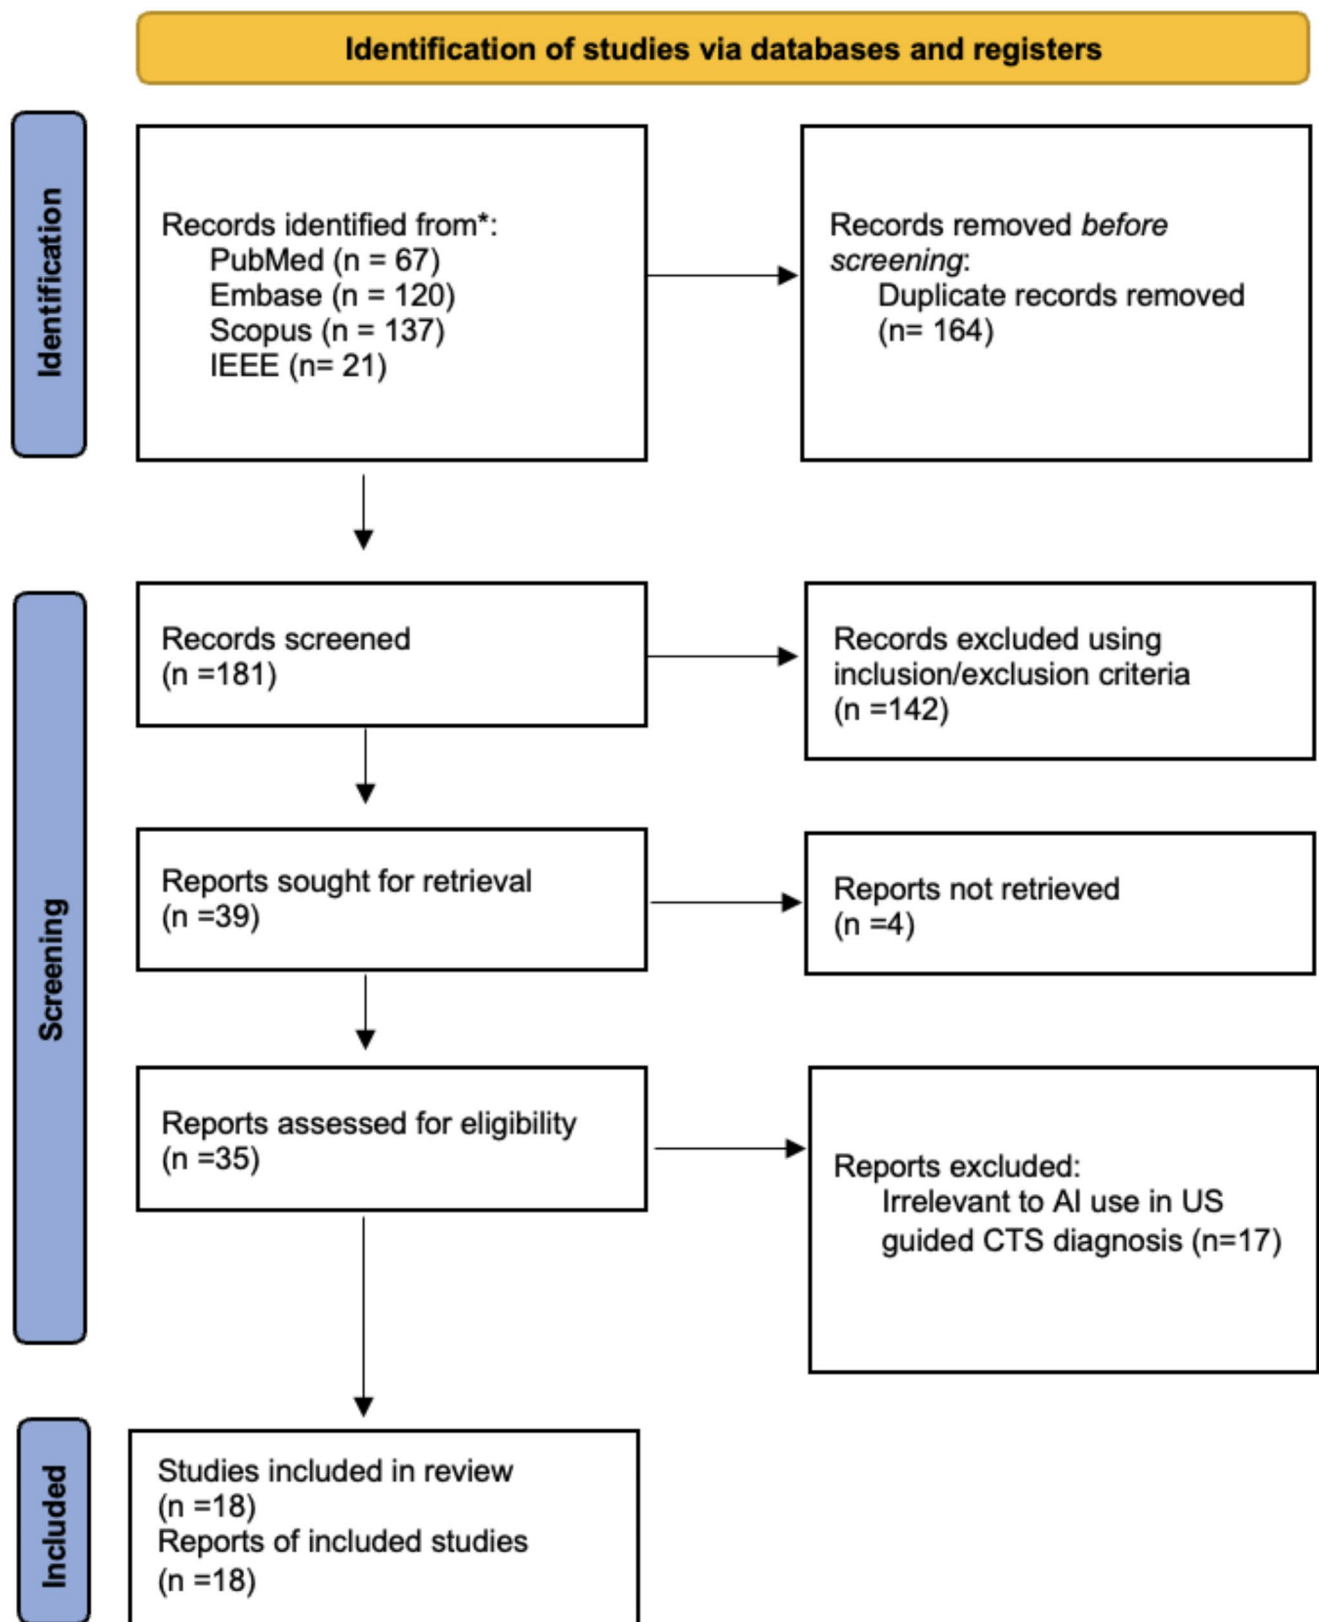 Identification of studies via databases and registers
Identification
Records identified from*:
PubMed (n = 67)
Embase (n = 120)
Scopus (n = 137)
IEEE (n= 21)
Records removed before
screening:
Duplicate records removed
(n= 164)
Screening
Records screened
(n =181)
Records excluded using
inclusion/exclusion criteria
(n =142)
Reports sought for retrieval
(n =39)
Reports not retrieved
(n =4)
Reports assessed for eligibility
(n =35)
Reports excluded:
Irrelevant to AI use in US
guided CTS diagnosis (n=17)
Included
Studies included in review
(n =18)
Reports of included studies
(n =18)